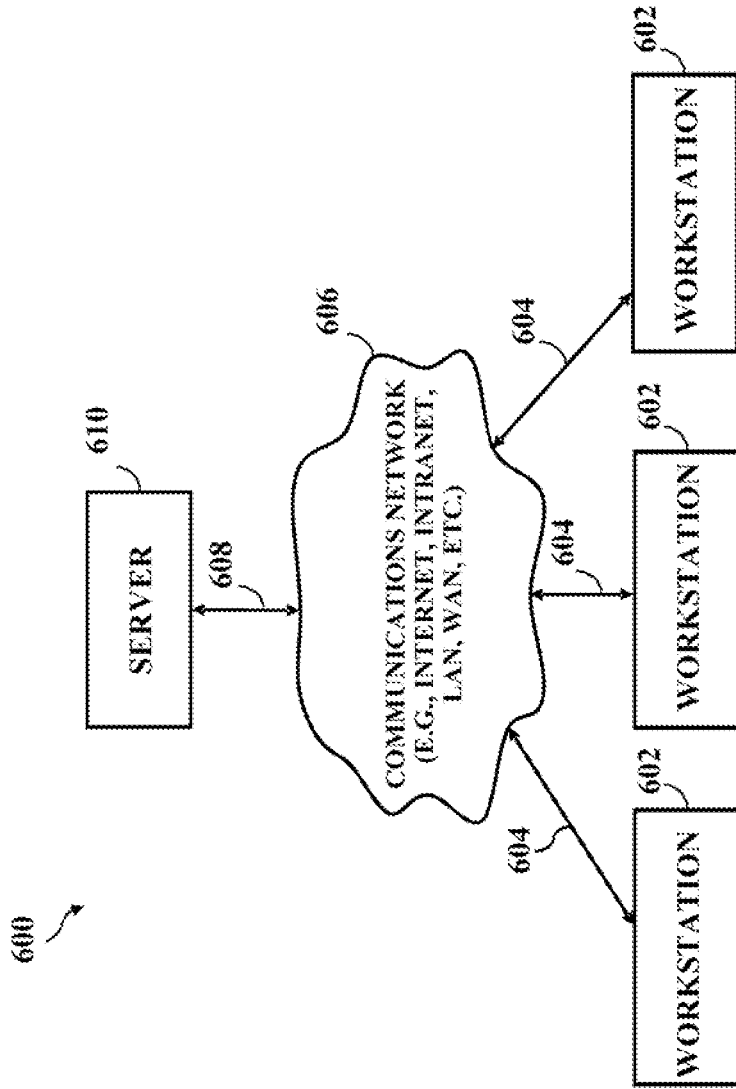 600
SERVER
610
608
COMMUNICATIONS NETWORK
(E.G., INTERNET, INTRANET,
LAN, WAN, ETC.)
606
604
604
604
WORKSTATION
602
WORKSTATION
602
WORKSTATION
602